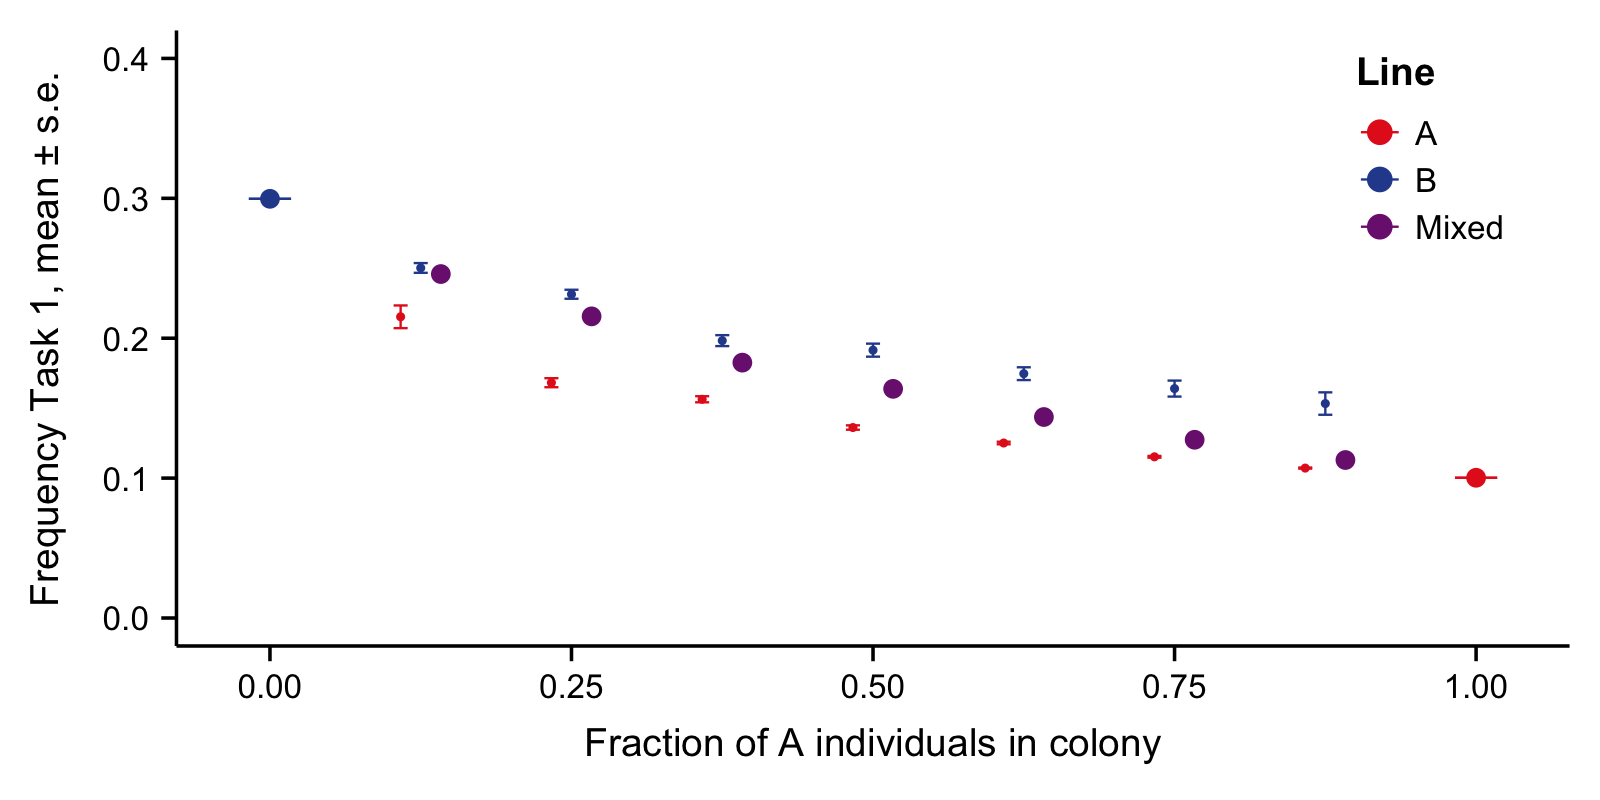 Frequency Task 1, mean ± s.e.
0.4
0.3
0.2
0.1
0.0
Line
A
B
Mixed
0.00 0.25 0.50 0.75 1.00
Fraction of A individuals in colony